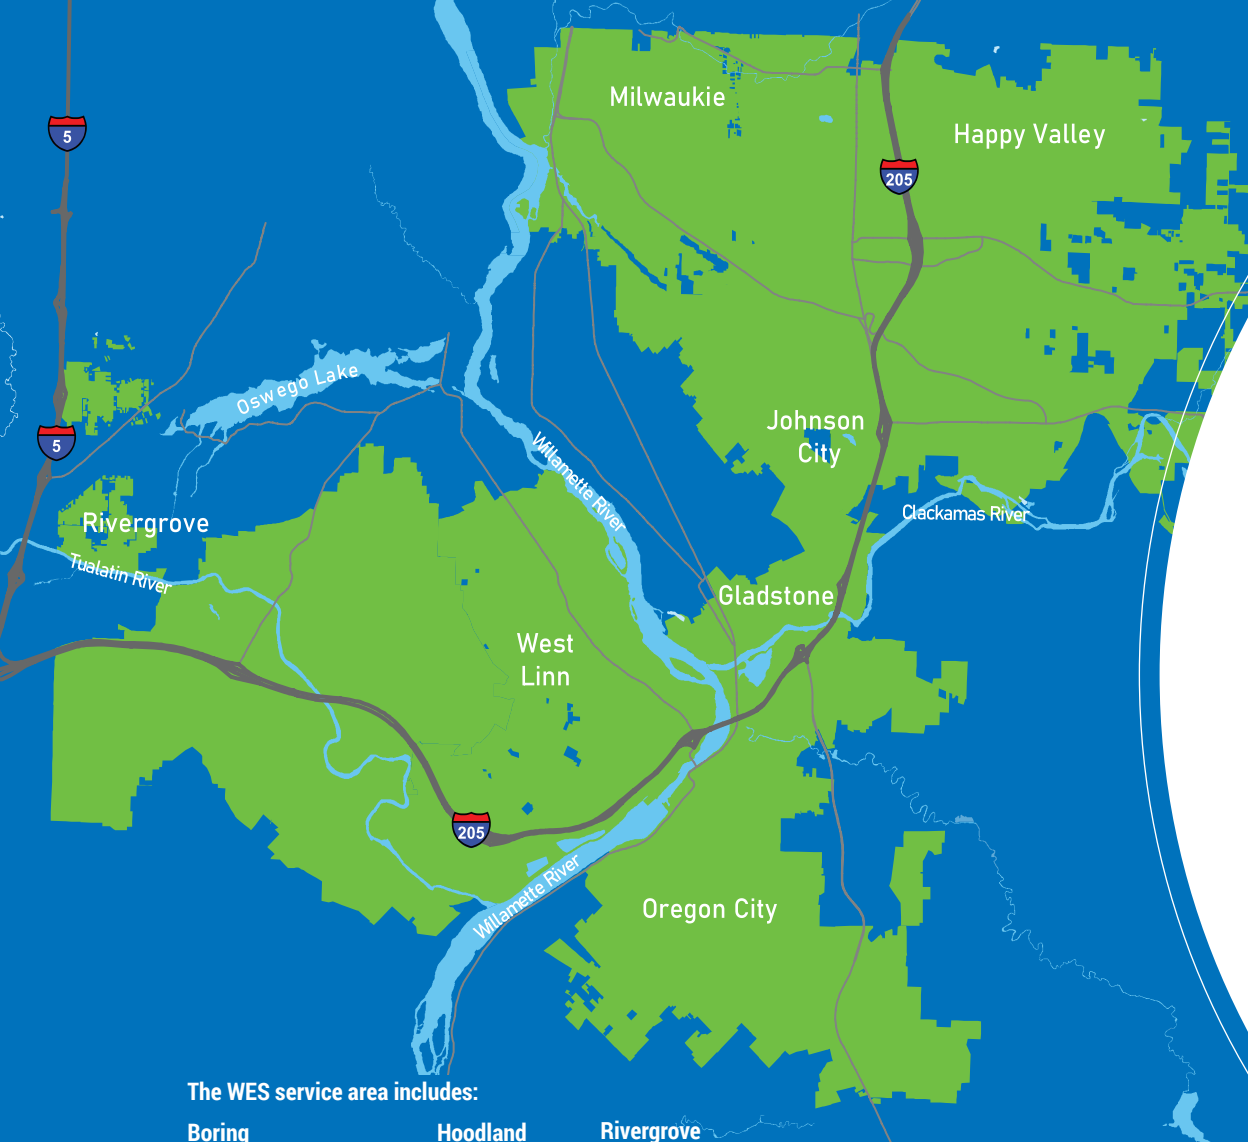 Milwaukie
Happy Valley
5
205
Oswego Lake
5
Johnson
City
Willamette River
Clackamas River
Rivergrove
Tualatin River
Gladstone
West
Linn
205
Willamette River
Oregon City
The WES service area includes:
Boring
Hoodland
Rivergrove